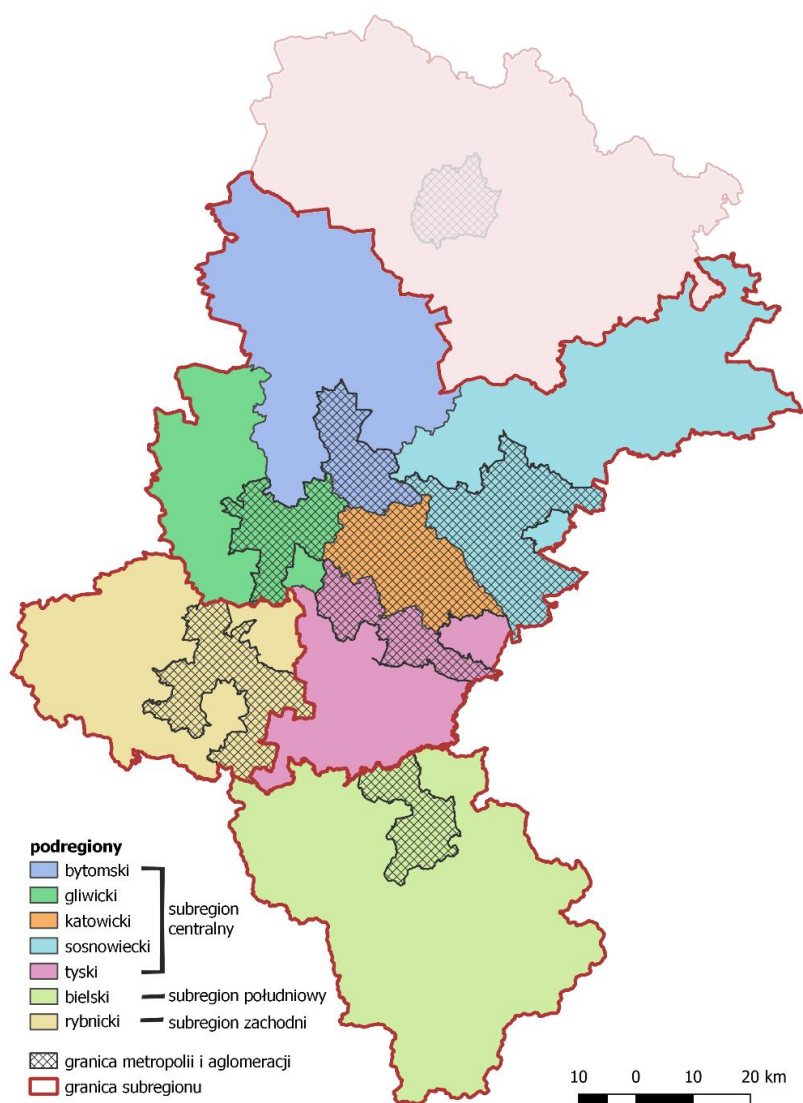 podregiony
bytomski
gliwicki
katowicki
sosnowiecki
tyski
subregion
centralny
bielski
subregion południowy
rybnicki
subregion zachodni
granica metropolii i aglomeracji
granica subregionu
10 0 10 20 km